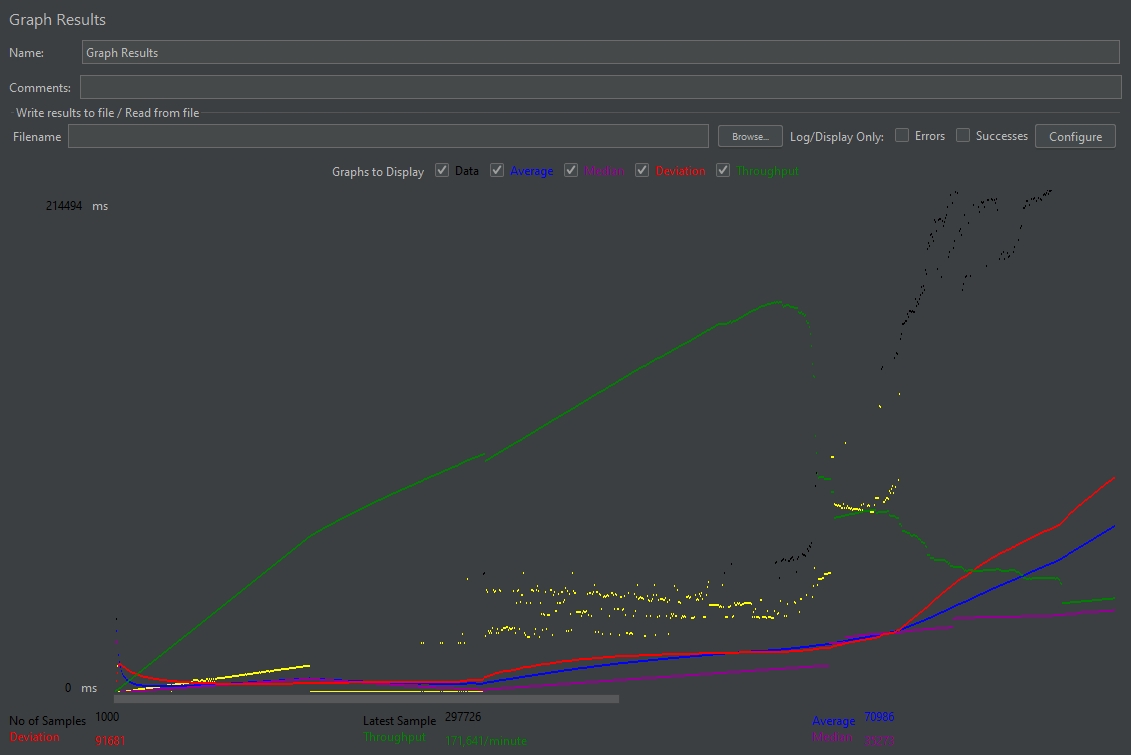 Graph Results
Name: Graph Results
Comments:
Write results to file / Read from file
Filename Browse... Log/Display Only: Errors Successes Configure
Graphs to Display Data Average Median Deviation Throughput
214494 ms
0 ms
No of Samples 1000 Latest Sample 297726 Average 70986
Deviation 91681 Throughput 171,641/minute Median